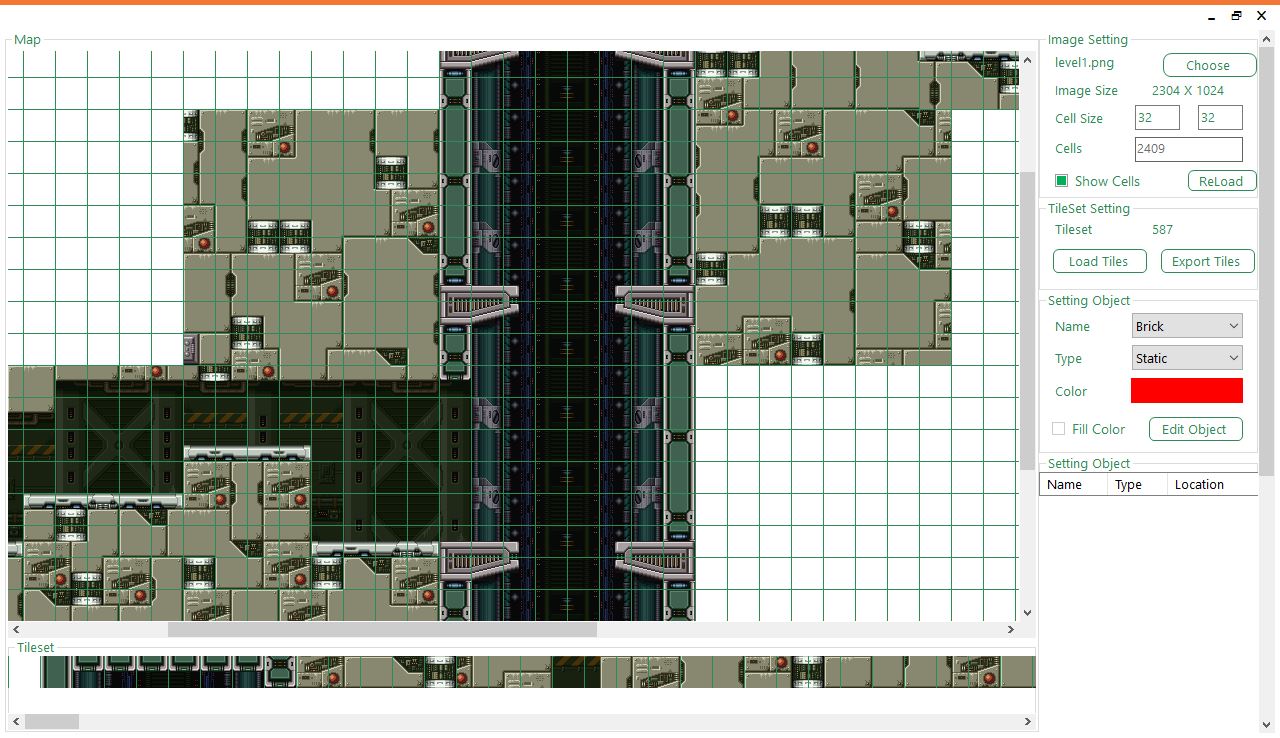 Map
Image Setting
level1.png
Choose
Image Size
2304 X 1024
Cell Size
32
32
Cells
2409
Show Cells
ReLoad
TileSet Setting
Tileset
587
Load Tiles
Export Tiles
Setting Object
Name
Brick
Type
Static
Color
Fill Color
Edit Object
Setting Object
Name
Type
Location
Tileset